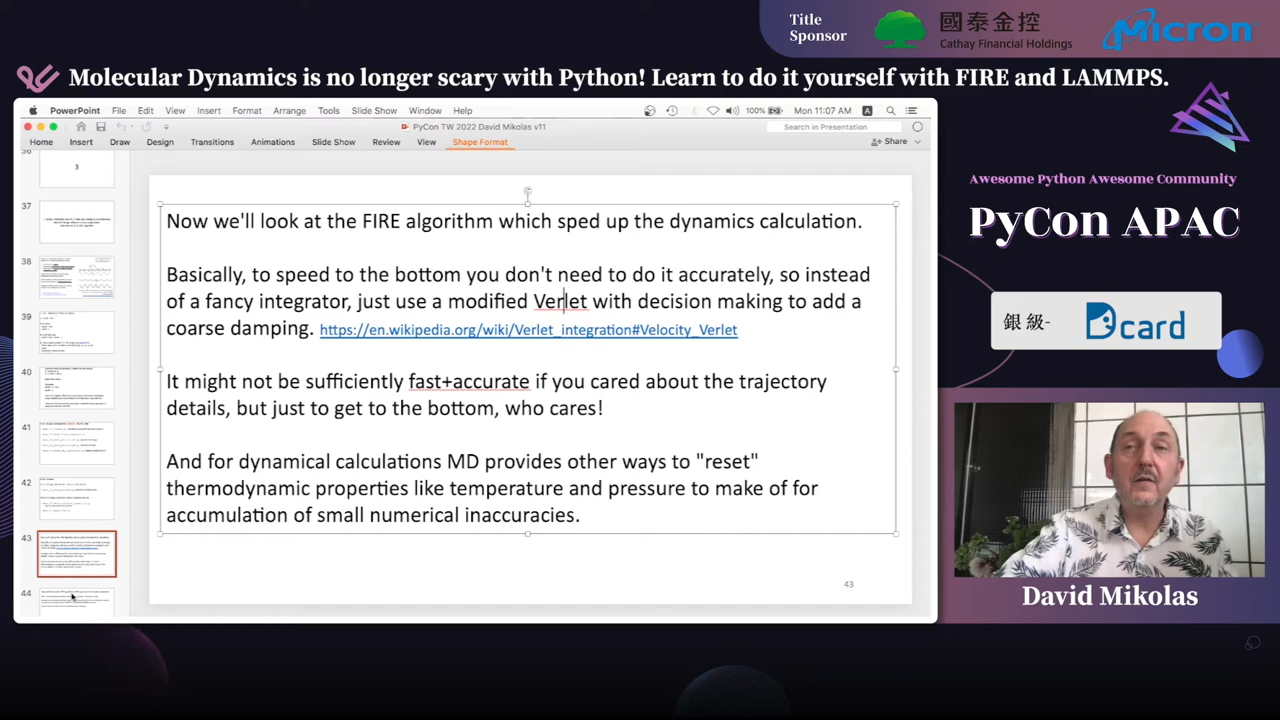 Title
Sponsor
國泰金控
Cathay Financial Holdings
Micron
Molecular Dynamics is no longer scary with Python! Learn to do it yourself with FIRE and LAMMPS.
PowerPoint File Edit View Insert Format Arrange Tools Slide Show Window Help 100% Mon 11:07 AM A
PyCon TW 2022 David Mikolas v11 Search in Presentation
Home Insert Draw Design Transitions Animations Slide Show Review View Shape Format Share
36
3
37
38
39
40
41
42
43
44
Now we'll look at the FIRE algorithm which sped up the dynamics calculation.
Basically, to speed to the bottom you don't need to do it accurately, so instead
of a fancy integrator, just use a modified Verlet with decision making to add a
coarse damping. https://en.wikipedia.org/wiki/Verlet_integration#Velocity_Verlet
It might not be sufficiently fast+accurate if you cared about the trajectory
details, but just to get to the bottom, who cares!
And for dynamical calculations MD provides other ways to "reset"
thermodynamic properties like temperature and pressure to make of for
accumulation of small numerical inaccuracies.
43
Awesome Python Awesome Community
PyCon APAC
銀 級-
Dcard
David Mikolas